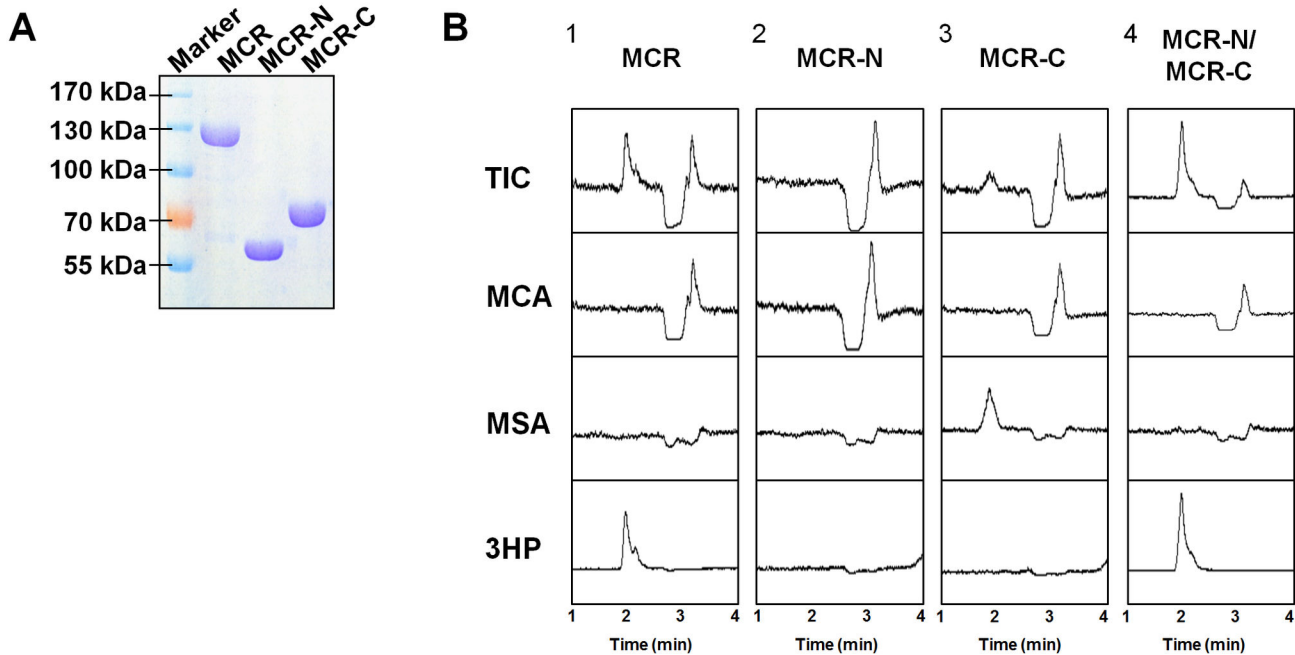 A
Marker
MCR
MCR-N
MCR-C
170 kDa
130 kDa
100 kDa
70 kDa
55 kDa
B
1
MCR
2
MCR-N
3
MCR-C
4
MCR-N/
MCR-C
TIC
MCA
MSA
3HP
1 2 3 4
1 2 3 4
1 2 3 4
1 2 3 4
Time (min)
Time (min)
Time (min)
Time (min)